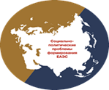 Социально-
политические
проблемы
формирования
ЕАЭС